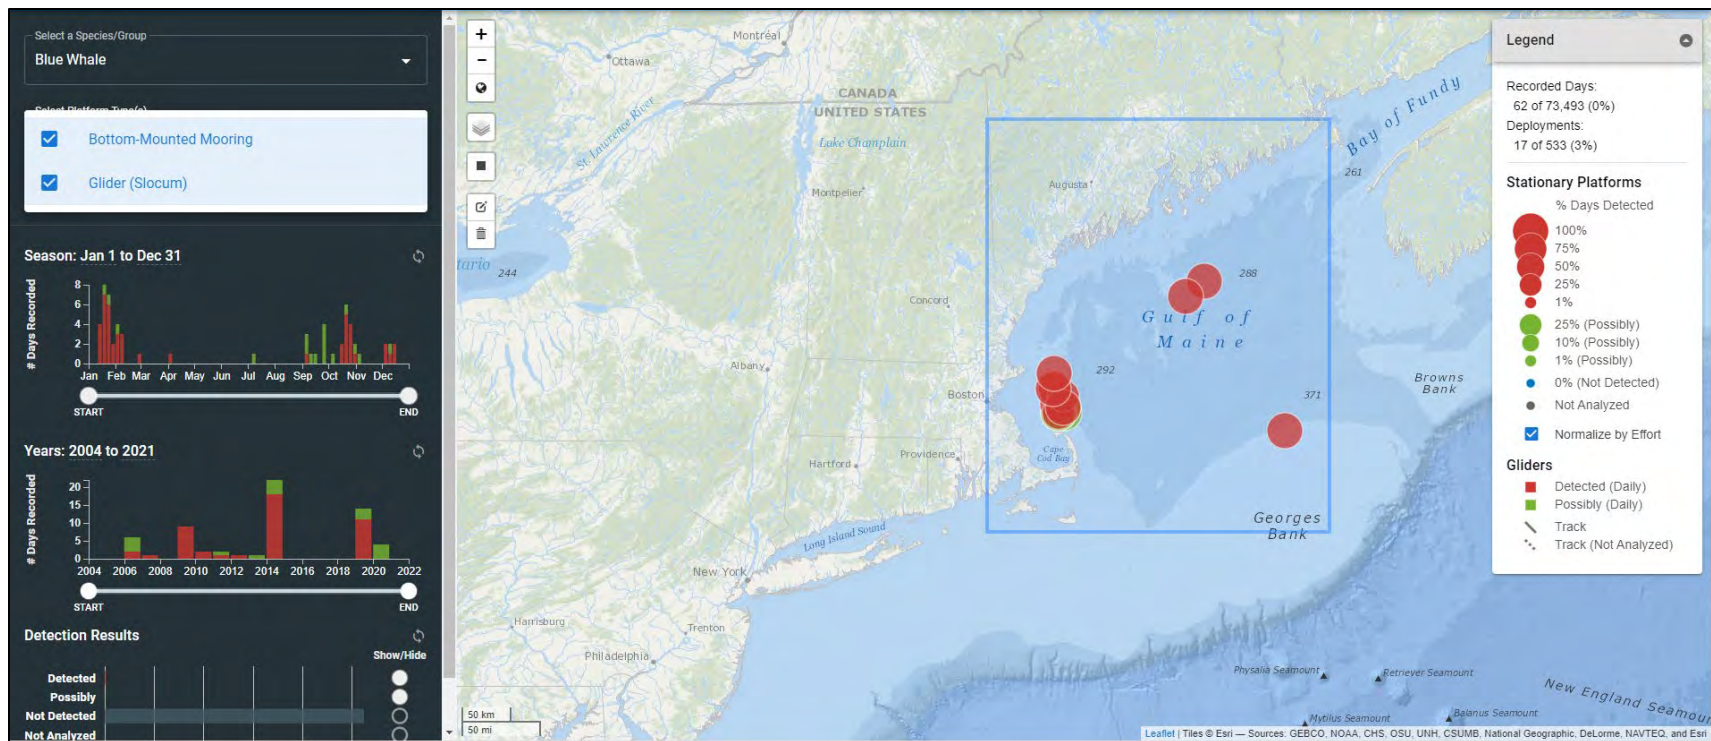 Select a Species/Group
Blue Whale
Select Platform Type(s)
Bottom-Mounted Mooring
Glider (Slocum)
Season: Jan 1 to Dec 31
# Days Recorded
8
6
4
2
0
Jan Feb Mar Apr May Jun Jul Aug Sep Oct Nov Dec
START END
Years: 2004 to 2021
# Days Recorded
20
15
10
5
0
2004 2006 2008 2010 2012 2014 2016 2018 2020 2022
START END
Detection Results
Show/Hide
Detected
Possibly
Not Detected
Not Analyzed
+
−
Montréal
Ottawa
CANADA
UNITED STATES
St. Lawrence River
Lake Champlain
Montpelier
Augusta
Bay of Fundy
261
tario
244
288
Concord
Gulf of
Maine
Albany
292
Boston
371
Browns
Bank
Cape
Cod Bay
Hartford
Providence
Georges
Bank
Long Island Sound
New York
Harrisburg
Trenton
Philadelphia
Physalia Seamount
Retriever Seamount
New England Seamoun
Mytilus Seamount
Balanus Seamount
50 km
50 mi
Leaflet | Tiles © Esri — Sources: GEBCO, NOAA, CHS, OSU, UNH, CSUMB, National Geographic, DeLorme, NAVTEQ, and Esri
Legend
Recorded Days:
62 of 73,493 (0%)
Deployments:
17 of 533 (3%)
Stationary Platforms
% Days Detected
100%
75%
50%
25%
1%
25% (Possibly)
10% (Possibly)
1% (Possibly)
0% (Not Detected)
Not Analyzed
Normalize by Effort
Gliders
Detected (Daily)
Possibly (Daily)
Track
Track (Not Analyzed)